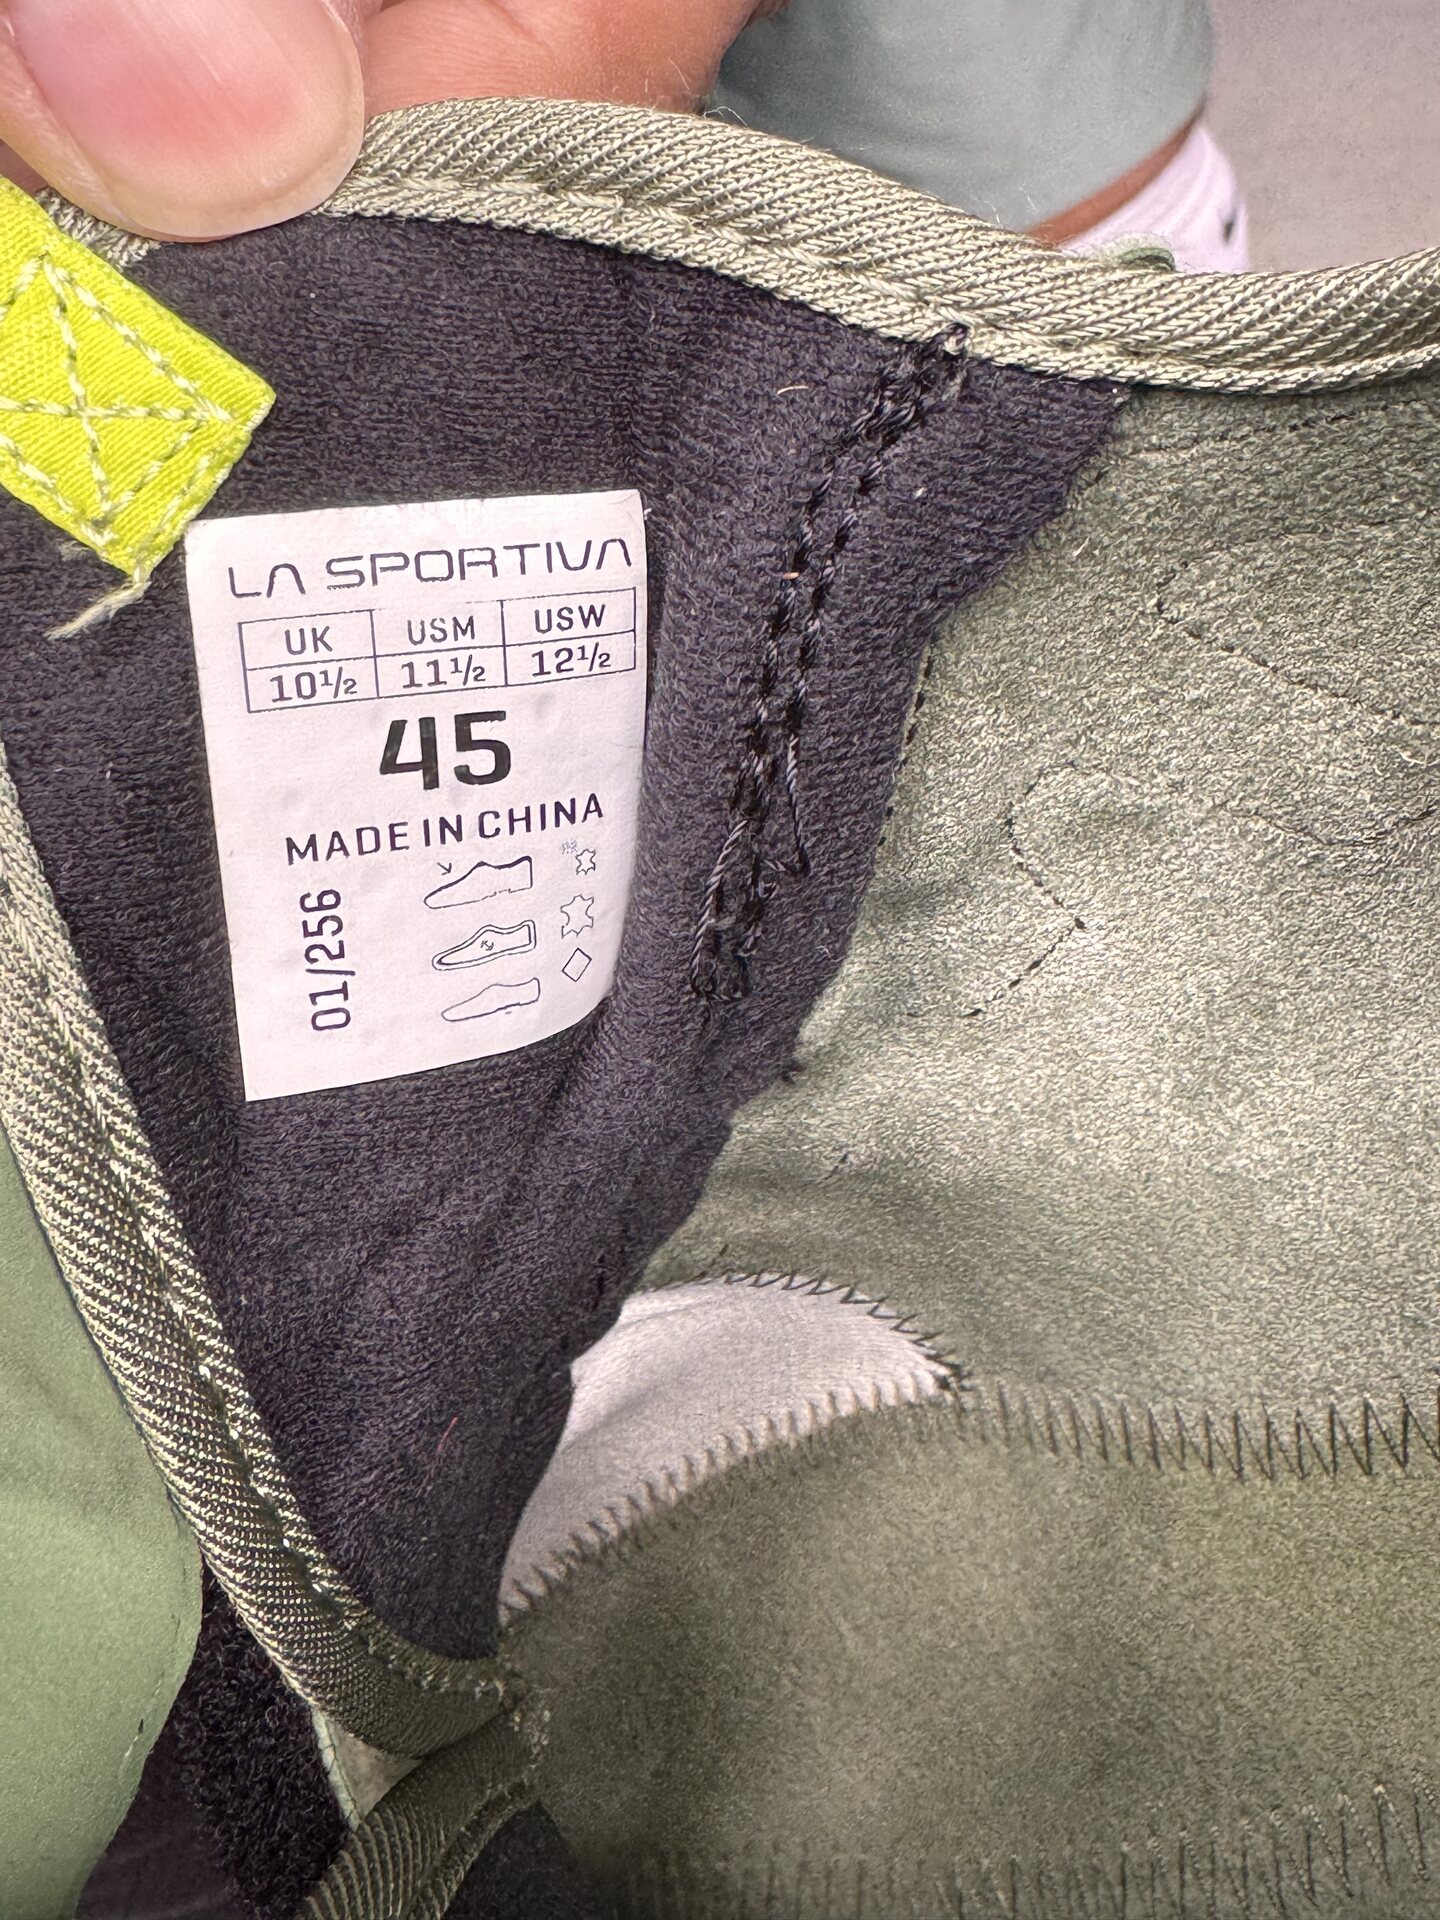 LA SPORTIVA
UK USM USW
10½ 11½ 12½
45
MADE IN CHINA
01/256